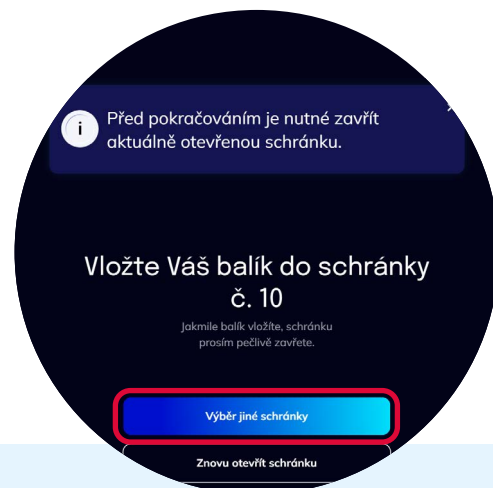 i
Před pokračováním je nutné zavřít
aktuálně otevřenou schránku.
Vložte Váš balík do schránky
č. 10
Jakmile balík vložíte, schránku
prosím pečlivě zavřete.
Výběr jiné schránky
Znovu otevřít schránku